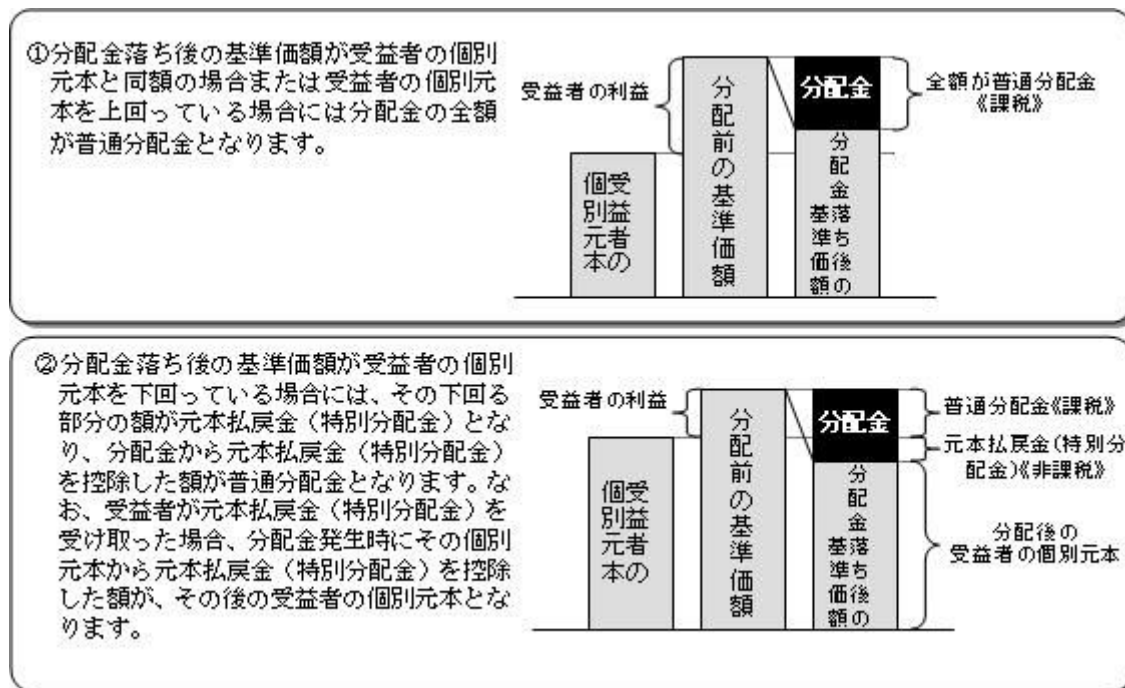 ①分配金落ち後の基準価額が受益者の個別
元本と同額の場合または受益者の個別元
本を上回っている場合には分配金の全額
が普通分配金となります。
受益者の利益
受益者の
個別元本
分配前の基準価額
分配金
分配金落ち後の
基準価額
全額が普通分配金
《課税》
②分配金落ち後の基準価額が受益者の個別
元本を下回っている場合には、その下回る
部分の額が元本払戻金（特別分配金）とな
り、分配金から元本払戻金（特別分配金）
を控除した額が普通分配金となります。な
お、受益者が元本払戻金（特別分配金）を
受け取った場合、分配金発生時にその個別
元本から元本払戻金（特別分配金）を控除
した額が、その後の受益者の個別元本とな
ります。
受益者の利益
受益者の
個別元本
分配前の基準価額
分配金
分配金落ち後の
基準価額
普通分配金《課税》
元本払戻金(特別分
配金)《非課税》
分配後の
受益者の個別元本